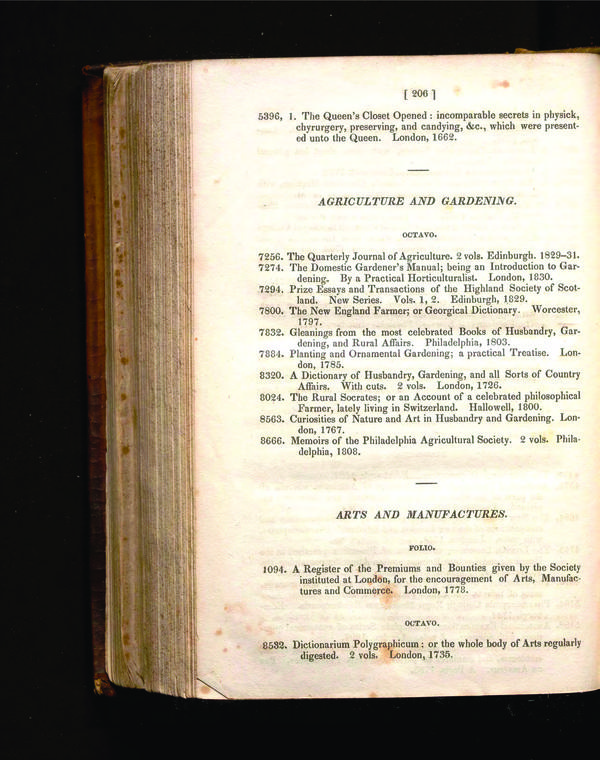 [ 206 ]
5396, 1. The Queen's Closet Opened : incomparable secrets in physick,
chyrurgery, preserving, and candying, &c., which were present-
ed unto the Queen. London, 1662.
AGRICULTURE AND GARDENING.
OCTAVO.
7256. The Quarterly Journal of Agriculture. 2 vols. Edinburgh. 1829–31.
7274. The Domestic Gardener's Manual; being an Introduction to Gar-
dening. By a Practical Horticulturalist. London, 1830.
7294. Prize Essays and Transactions of the Highland Society of Scot-
land. New Series. Vols. 1, 2. Edinburgh, 1829.
7800. The New England Farmer; or Georgical Dictionary. Worcester,
1797.
7832. Gleanings from the most celebrated Books of Husbandry, Gar-
dening, and Rural Affairs. Philadelphia, 1803.
7884. Planting and Ornamental Gardening; a practical Treatise. Lon-
don, 1785.
8320. A Dictionary of Husbandry, Gardening, and all Sorts of Country
Affairs. With cuts. 2 vols. London, 1726.
8024. The Rural Socrates; or an Account of a celebrated philosophical
Farmer, lately living in Switzerland. Hallowell, 1800.
8563. Curiosities of Nature and Art in Husbandry and Gardening. Lon-
don, 1767.
8666. Memoirs of the Philadelphia Agricultural Society. 2 vols. Phila-
delphia, 1808.
ARTS AND MANUFACTURES.
FOLIO.
1094. A Register of the Premiums and Bounties given by the Society
instituted at London, for the encouragement of Arts, Manufac-
tures and Commerce. London, 1778.
OCTAVO.
8532. Dictionarium Polygraphicum ; or the whole body of Arts regularly
digested. 2 vols. London, 1735.